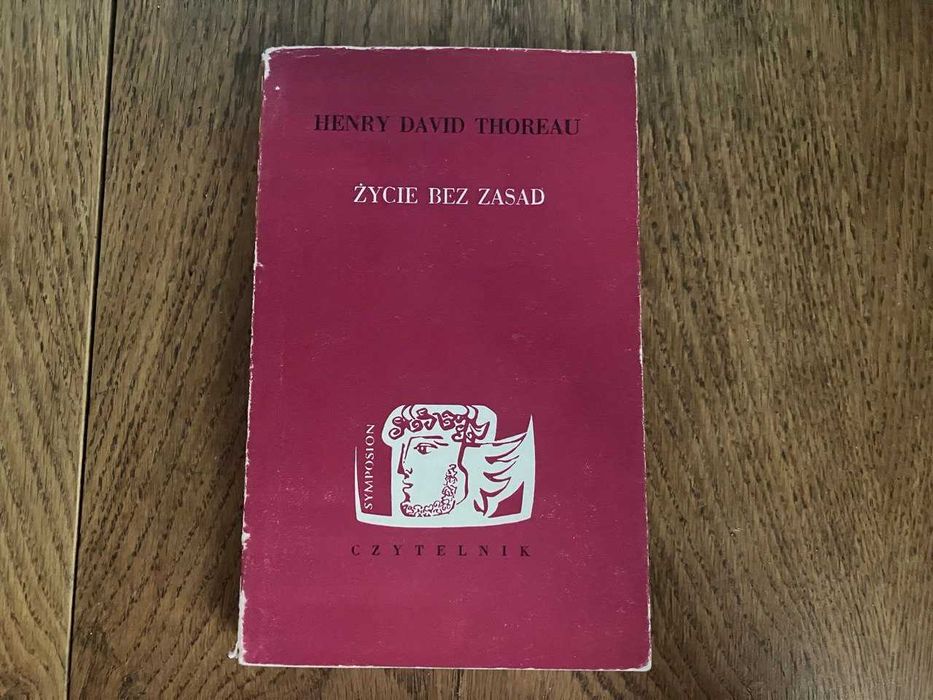 HENRY DAVID THOREAU
ŻYCIE BEZ ZASAD
SYMPOSION
CZYTELNIK